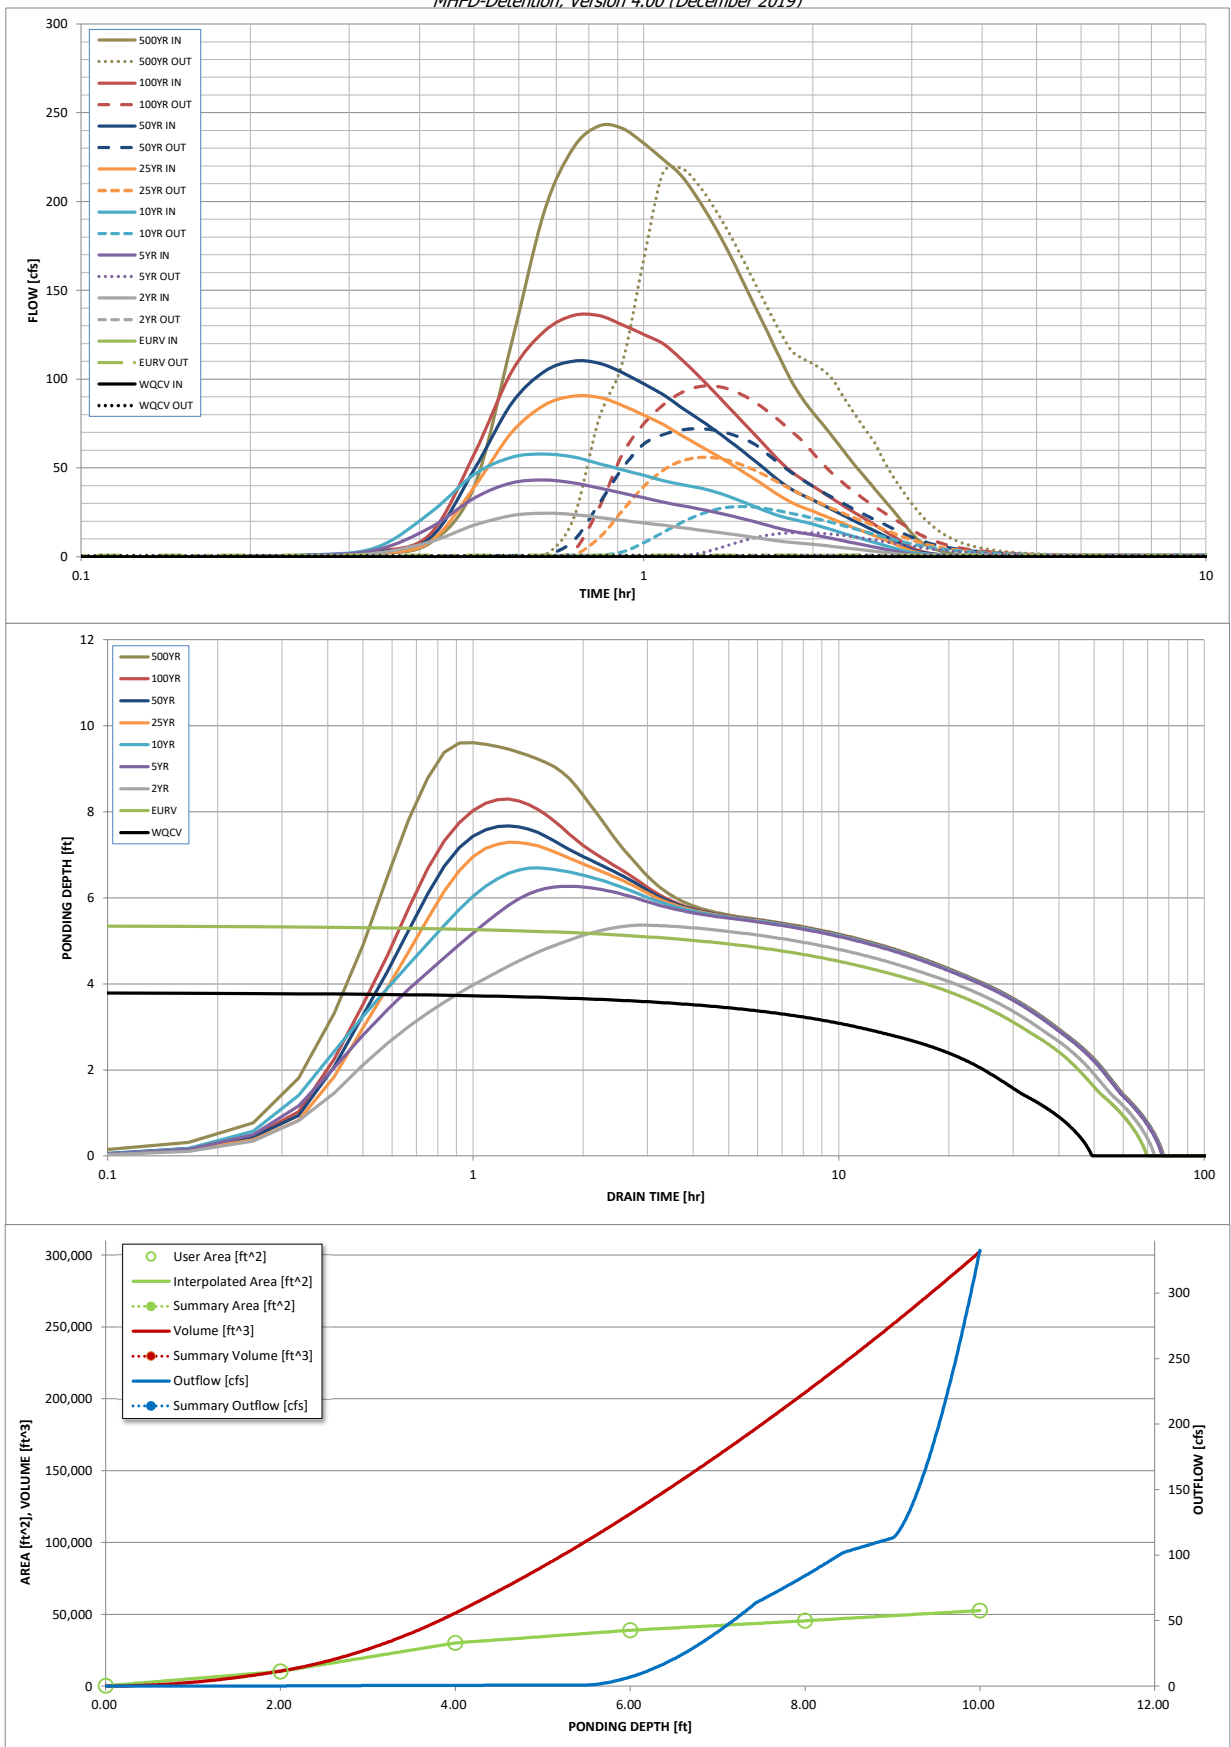 MHFD-Detention, Version 4.00 (December 2019)
300
250
200
150
100
50
0
FLOW [cfs]
500YR IN
500YR OUT
100YR IN
100YR OUT
50YR IN
50YR OUT
25YR IN
25YR OUT
10YR IN
10YR OUT
5YR IN
5YR OUT
2YR IN
2YR OUT
EURV IN
EURV OUT
WQCV IN
WQCV OUT
0.1 1 10
TIME [hr]
12
10
8
6
4
2
0
PONDING DEPTH [ft]
500YR
100YR
50YR
25YR
10YR
5YR
2YR
EURV
WQCV
0.1 1 10 100
DRAIN TIME [hr]
300,000
250,000
200,000
150,000
100,000
50,000
0
AREA [ft^2], VOLUME [ft^3]
User Area [ft^2]
Interpolated Area [ft^2]
Summary Area [ft^2]
Volume [ft^3]
Summary Volume [ft^3]
Outflow [cfs]
Summary Outflow [cfs]
300
250
200
150
100
50
0
OUTFLOW [cfs]
0.00 2.00 4.00 6.00 8.00 10.00 12.00
PONDING DEPTH [ft]